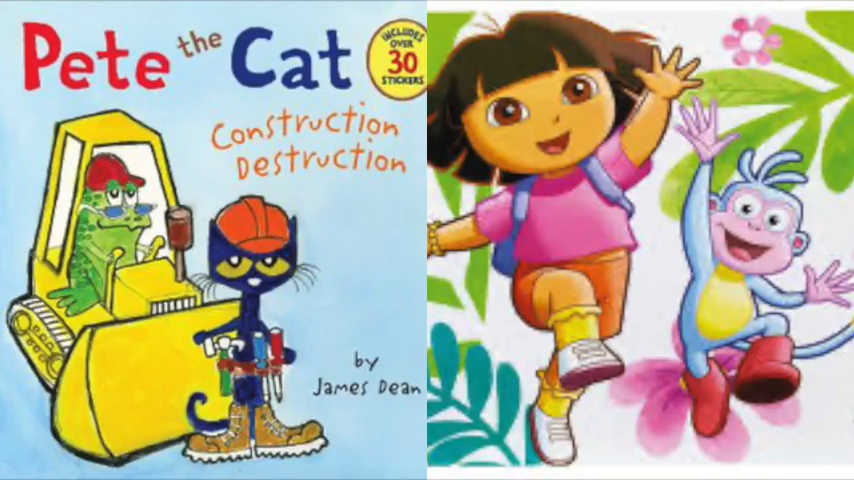 Pete the Cat
INCLUDES
OVER
30
STICKERS
Construction
Destruction
by
James Dean